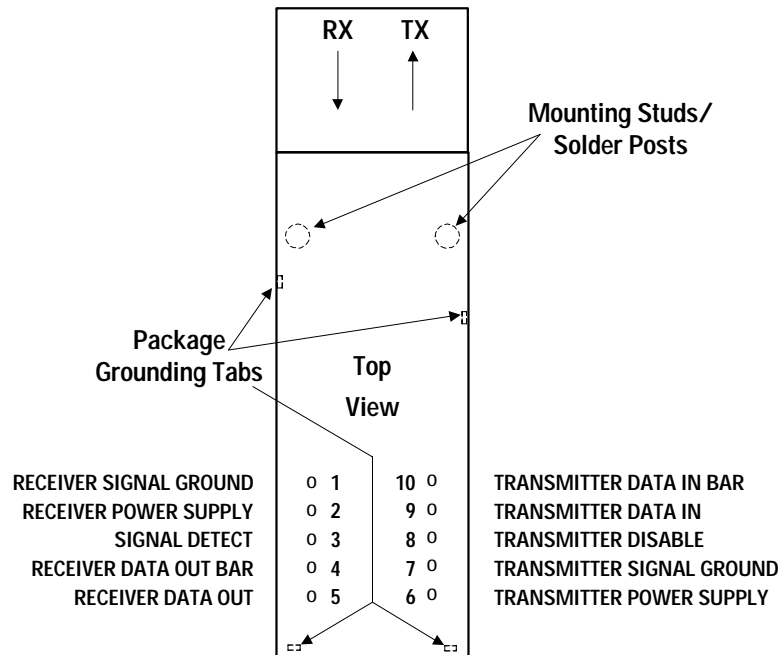 RX TX
Mounting Studs/
Solder Posts
Package
Grounding Tabs
Top
View
RECEIVER SIGNAL GROUND o 1 10 o TRANSMITTER DATA IN BAR
RECEIVER POWER SUPPLY o 2 9 o TRANSMITTER DATA IN
SIGNAL DETECT o 3 8 o TRANSMITTER DISABLE
RECEIVER DATA OUT BAR o 4 7 o TRANSMITTER SIGNAL GROUND
RECEIVER DATA OUT o 5 6 o TRANSMITTER POWER SUPPLY